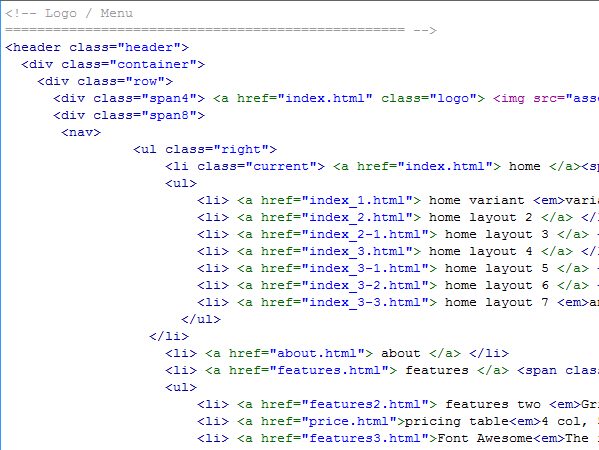 <!-- Logo / Menu
================================================== -->
<header class="header">
<div class="container">
<div class="row">
<div class="span4"> <a href="index.html" class="logo"> <img src="asse
<div class="span8">
<nav>
<ul class="right">
<li class="current"> <a href="index.html"> home </a><sp
<ul>
<li> <a href="index_1.html"> home variant <em>varia
<li> <a href="index_2.html"> home layout 2 </a> </l
<li> <a href="index_2-1.html"> home layout 3 </a> <
<li> <a href="index_3.html"> home layout 4 </a> </l
<li> <a href="index_3-1.html"> home layout 5 </a> <
<li> <a href="index_3-2.html"> home layout 6 </a> <
<li> <a href="index_3-3.html"> home layout 7 <em>an
</ul>
</li>
<li> <a href="about.html"> about </a> </li>
<li> <a href="features.html"> features </a> <span clas
<ul>
<li> <a href="features2.html"> features two <em>Gri
<li> <a href="price.html">pricing table<em>4 col,
<li> <a href="features3.html">Font Awesome<em>The